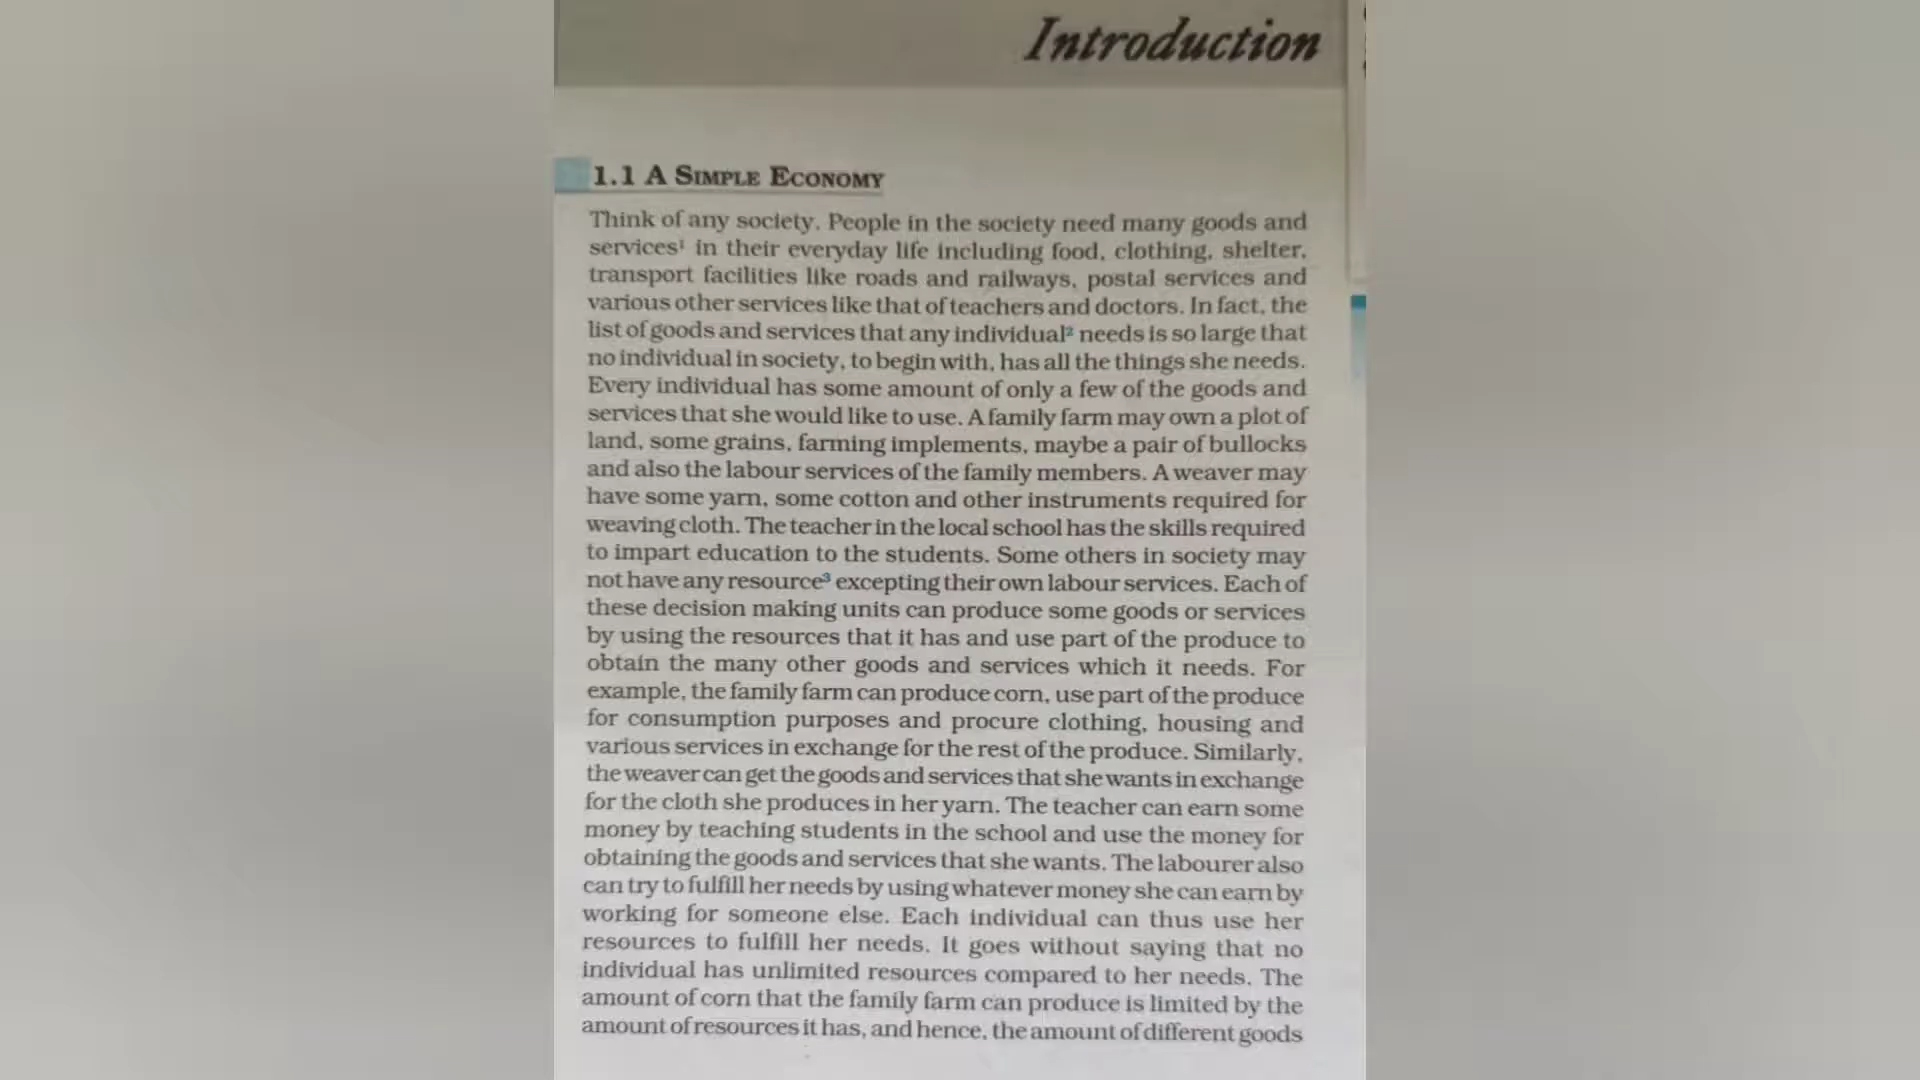 Introduction
1.1 A SIMPLE ECONOMY
Think of any society. People in the society need many goods and
services¹ in their everyday life including food, clothing, shelter,
transport facilities like roads and railways, postal services and
various other services like that of teachers and doctors. In fact, the
list of goods and services that any individual² needs is so large that
no individual in society, to begin with, has all the things she needs.
Every individual has some amount of only a few of the goods and
services that she would like to use. A family farm may own a plot of
land, some grains, farming implements, maybe a pair of bullocks
and also the labour services of the family members. A weaver may
have some yarn, some cotton and other instruments required for
weaving cloth. The teacher in the local school has the skills required
to impart education to the students. Some others in society may
not have any resource³ excepting their own labour services. Each of
these decision making units can produce some goods or services
by using the resources that it has and use part of the produce to
obtain the many other goods and services which it needs. For
example, the family farm can produce corn, use part of the produce
for consumption purposes and procure clothing, housing and
various services in exchange for the rest of the produce. Similarly,
the weaver can get the goods and services that she wants in exchange
for the cloth she produces in her yarn. The teacher can earn some
money by teaching students in the school and use the money for
obtaining the goods and services that she wants. The labourer also
can try to fulfill her needs by using whatever money she can earn by
working for someone else. Each individual can thus use her
resources to fulfill her needs. It goes without saying that no
individual has unlimited resources compared to her needs. The
amount of corn that the family farm can produce is limited by the
amount of resources it has, and hence, the amount of different goods